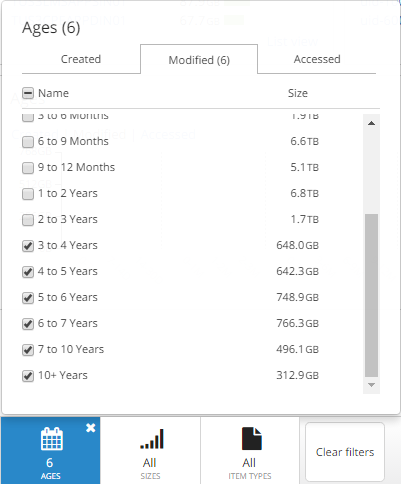 Ages (6)
Created Modified (6) Accessed
Name Size
3 to 6 Months 1.9TB
6 to 9 Months 6.6TB
9 to 12 Months 5.1TB
1 to 2 Years 6.8TB
2 to 3 Years 1.7TB
3 to 4 Years 648.0GB
4 to 5 Years 642.3GB
5 to 6 Years 748.9GB
6 to 7 Years 766.3GB
7 to 10 Years 496.1GB
10+ Years 312.9GB
6 All All Clear filters
AGES SIZES ITEM TYPES